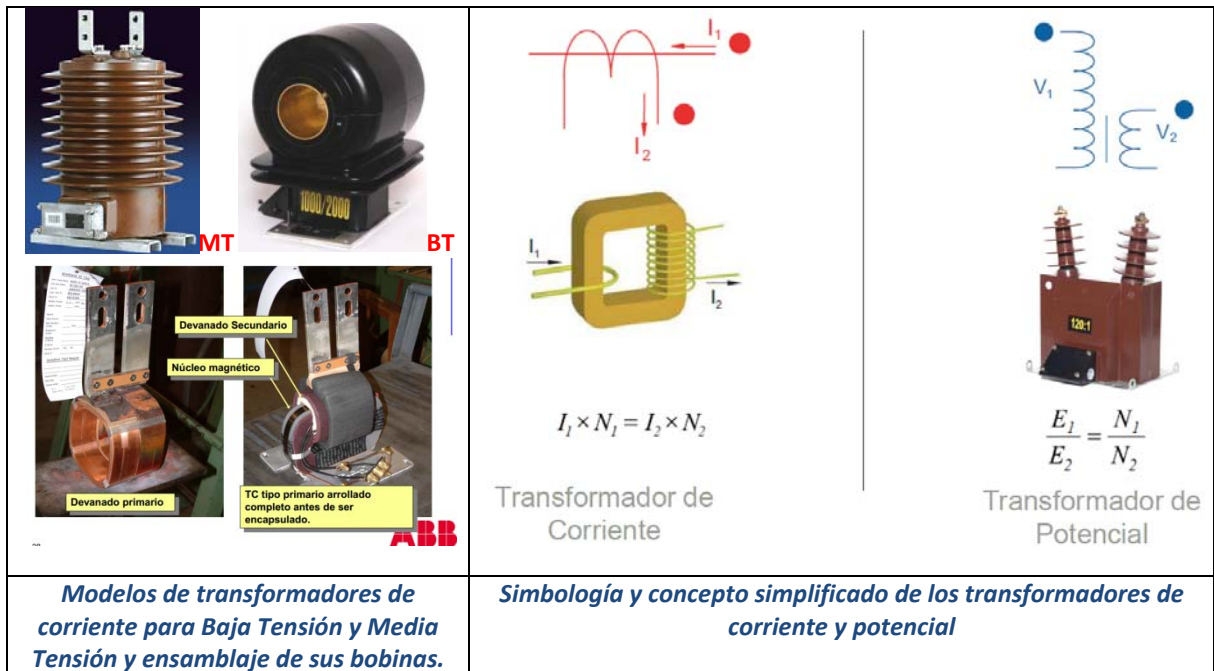 MT
1000/2000
BT
Devanado Secundario
Núcleo magnético
Devanado primario
TC tipo primario arrollado
completo antes de ser
encapsulado.
ABB
I₁
I₂
I₁
I₂
I₁ × N₁ = I₂ × N₂
Transformador de
Corriente
V₁
V₂
120:1
E₁/E₂ = N₁/N₂
Transformador de
Potencial
Modelos de transformadores de
corriente para Baja Tensión y Media
Tensión y ensamblaje de sus bobinas.
Simbología y concepto simplificado de los transformadores de
corriente y potencial